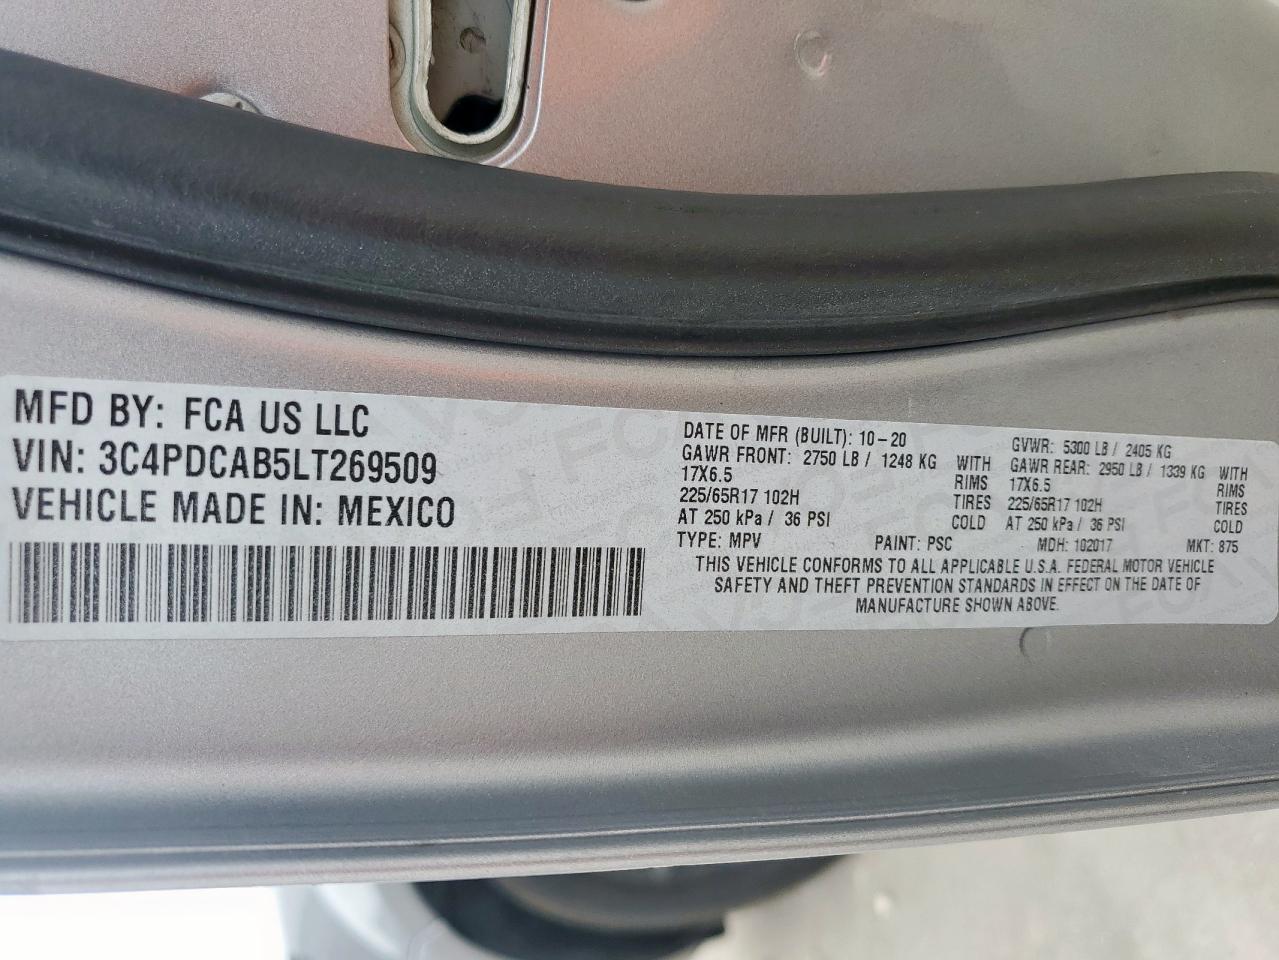 MFD BY: FCA US LLC
VIN: 3C4PDCAB5LT269509
VEHICLE MADE IN: MEXICO
DATE OF MFR (BUILT): 10-20
GVWR: 5300 LB / 2405 KG
GAWR FRONT: 2750 LB / 1248 KG WITH
17X6.5 RIMS
225/65R17 102H TIRES
AT 250 kPa / 36 PSI COLD
GAWR REAR: 2950 LB / 1339 KG WITH
17X6.5 RIMS
225/65R17 102H TIRES
AT 250 kPa / 36 PSI COLD
TYPE: MPV PAINT: PSC MDH: 102017 MKT: 875
THIS VEHICLE CONFORMS TO ALL APPLICABLE U.S.A. FEDERAL MOTOR VEHICLE
SAFETY AND THEFT PREVENTION STANDARDS IN EFFECT ON THE DATE OF
MANUFACTURE SHOWN ABOVE.